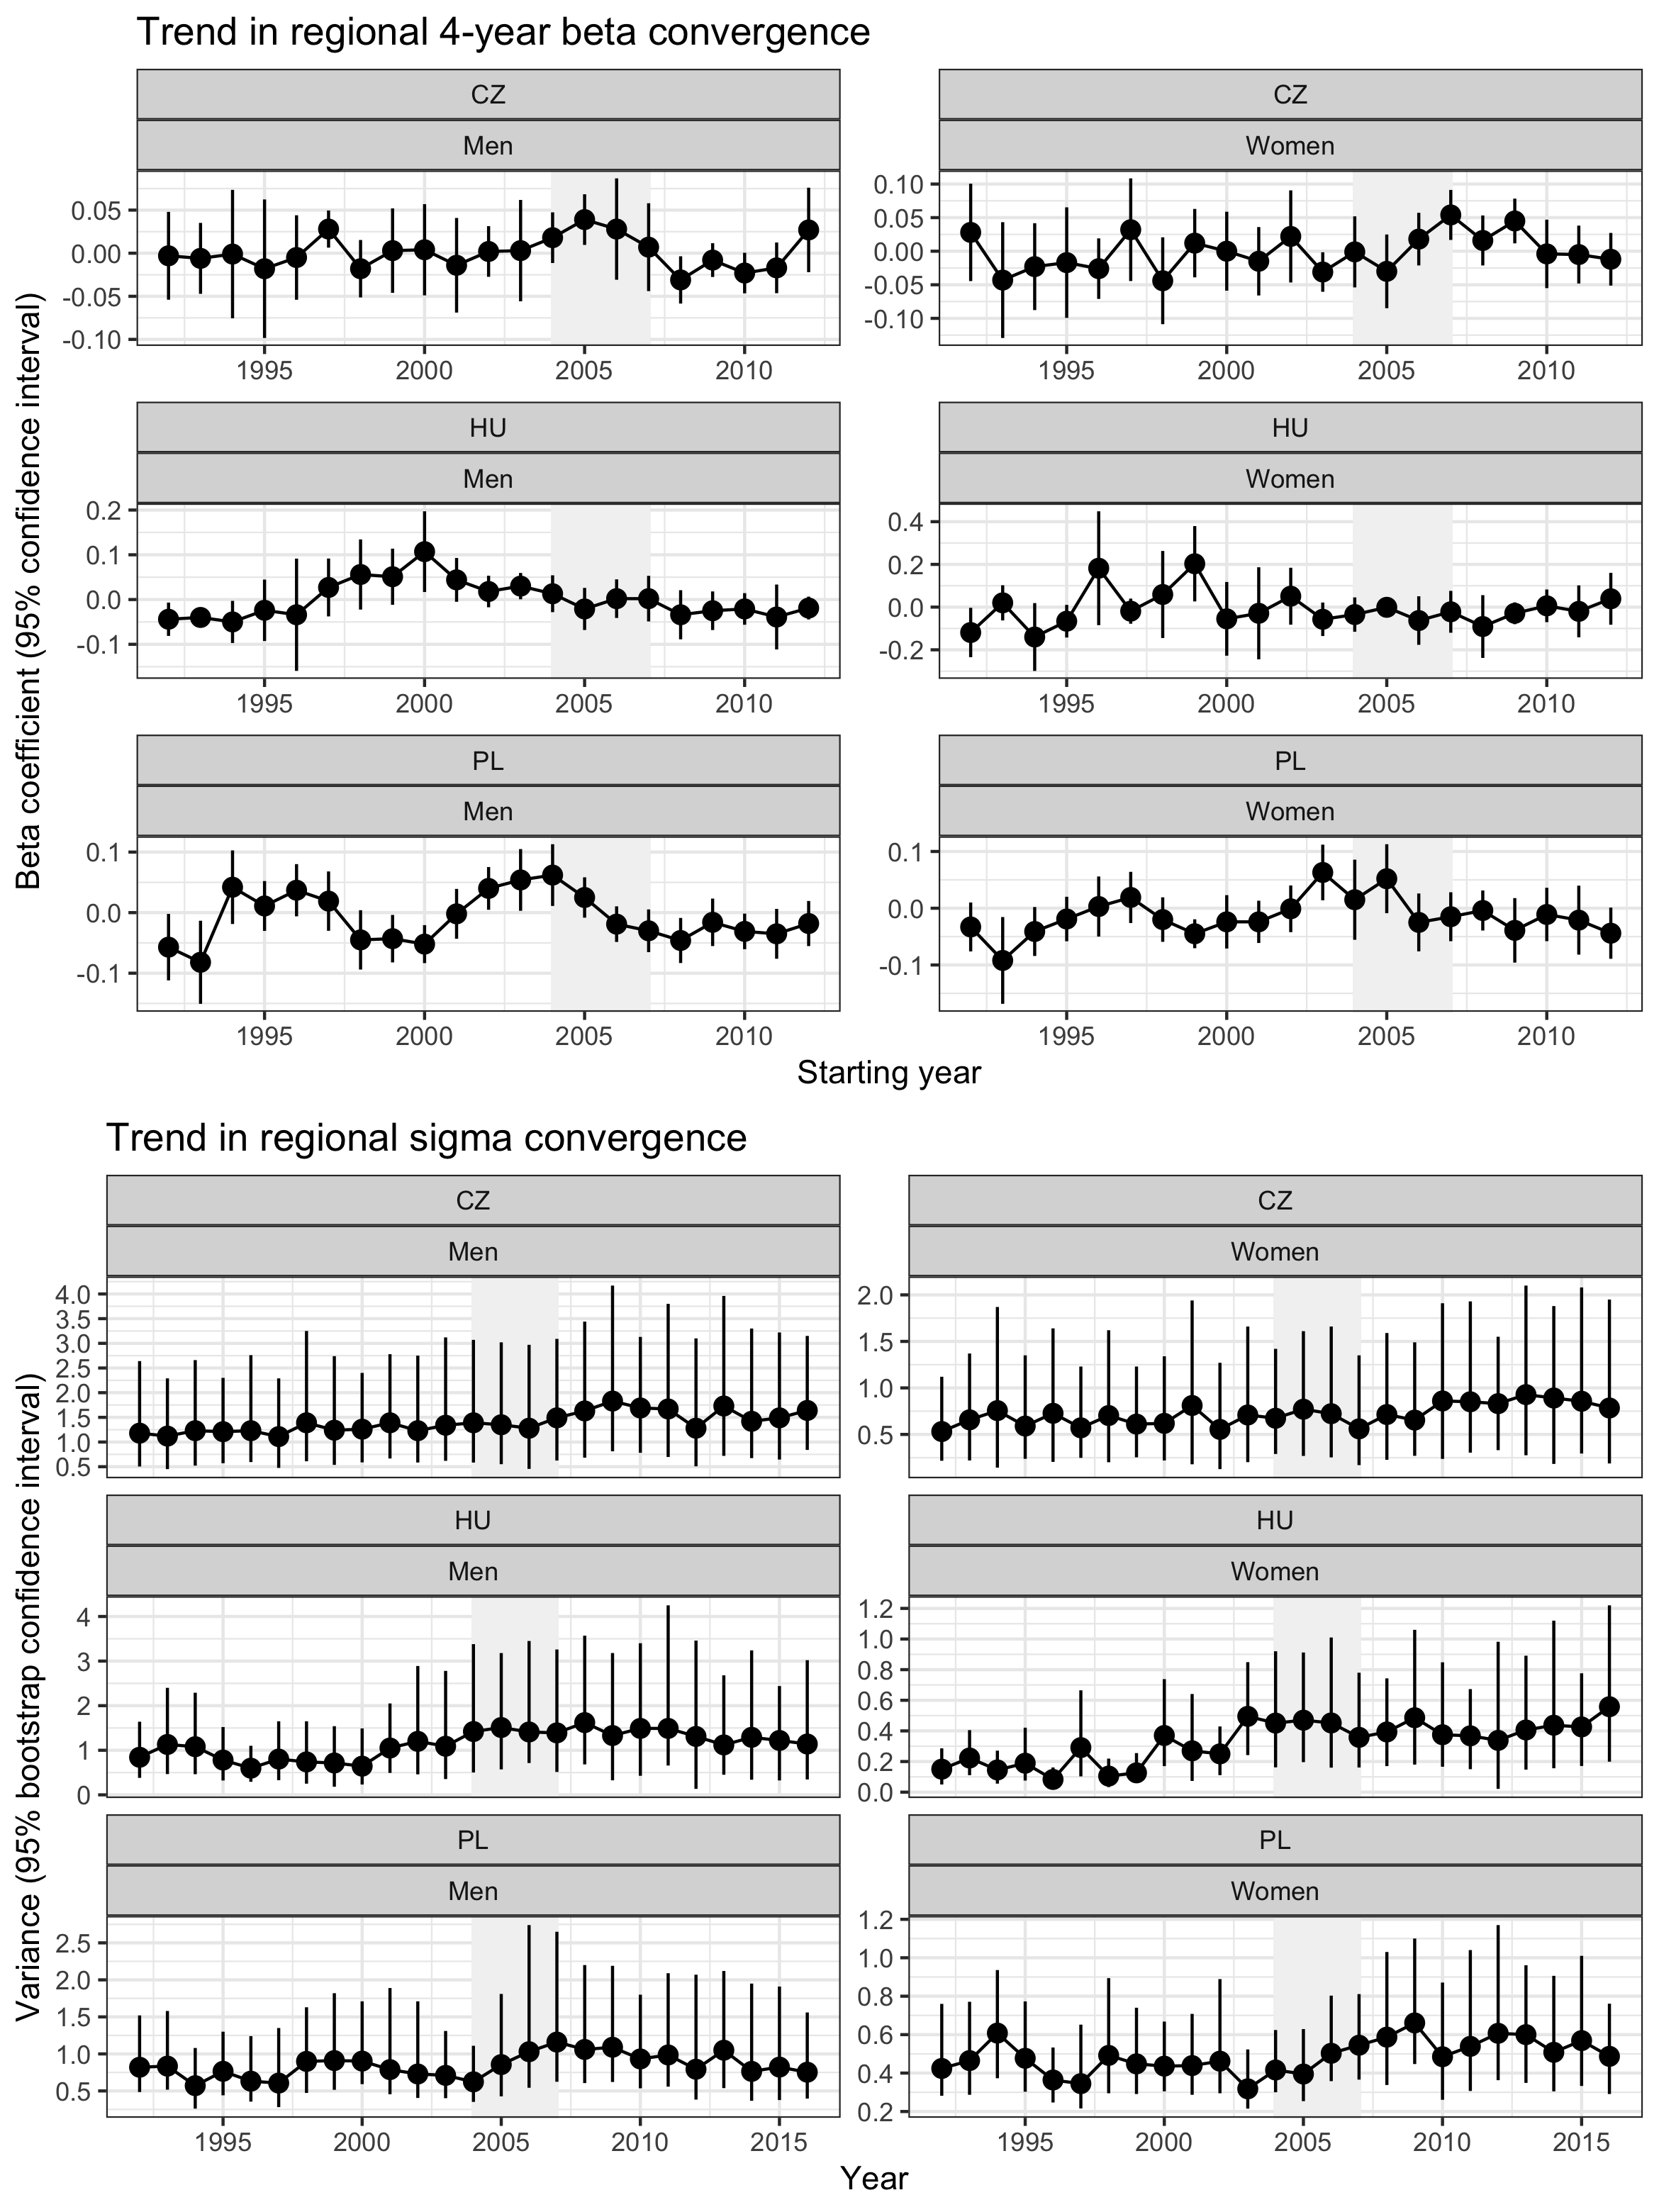 Trend in regional 4-year beta convergence
CZ
CZ
Men
Women
0.05
0.00
-0.05
-0.10
0.10
0.05
0.00
-0.05
-0.10
1995 2000 2005 2010
1995 2000 2005 2010
HU
HU
Men
Women
0.2
0.1
0.0
-0.1
0.4
0.2
0.0
-0.2
1995 2000 2005 2010
1995 2000 2005 2010
PL
PL
Men
Women
0.1
0.0
-0.1
0.1
0.0
-0.1
1995 2000 2005 2010
1995 2000 2005 2010
Beta coefficient (95% confidence interval)
Starting year
Trend in regional sigma convergence
CZ
CZ
Men
Women
4.0
3.5
3.0
2.5
2.0
1.5
1.0
0.5
2.0
1.5
1.0
0.5
HU
HU
Men
Women
4
3
2
1
0
1.2
1.0
0.8
0.6
0.4
0.2
0.0
PL
PL
Men
Women
2.5
2.0
1.5
1.0
0.5
1.2
1.0
0.8
0.6
0.4
0.2
1995 2000 2005 2010 2015
1995 2000 2005 2010 2015
Variance (95% bootstrap confidence interval)
Year